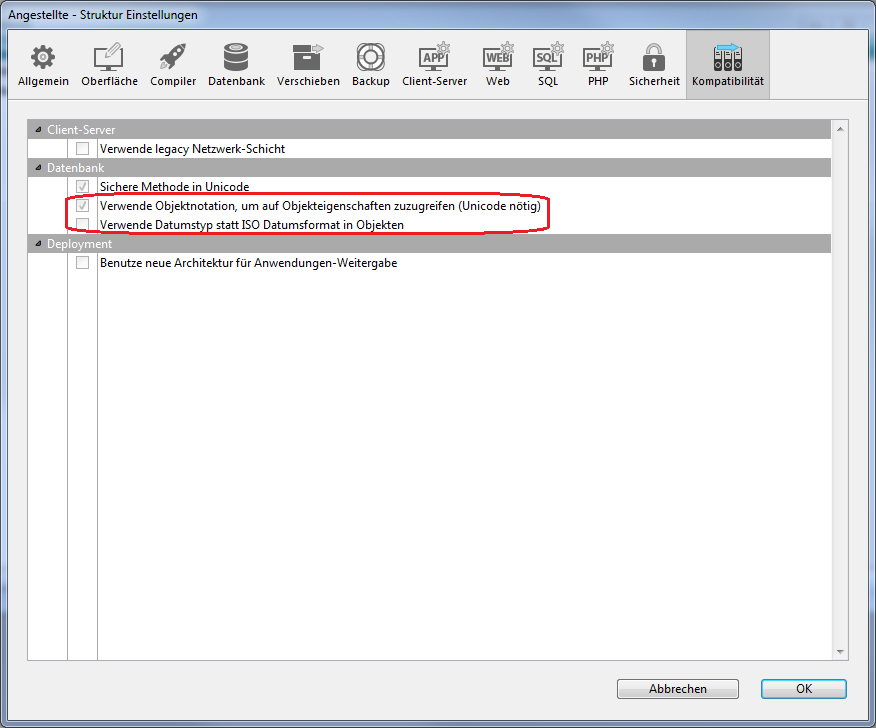 Angestellte - Struktur Einstellungen
APP WEB SQL PHP
Allgemein Oberfläche Compiler Datenbank Verschieben Backup Client-Server Web SQL PHP Sicherheit Kompatibilität
Client-Server
Verwende legacy Netzwerk-Schicht
Datenbank
Sichere Methode in Unicode
Verwende Objektnotation, um auf Objekteigenschaften zuzugreifen (Unicode nötig)
Verwende Datumstyp statt ISO Datumsformat in Objekten
Deployment
Benutze neue Architektur für Anwendungen-Weitergabe
Abbrechen OK